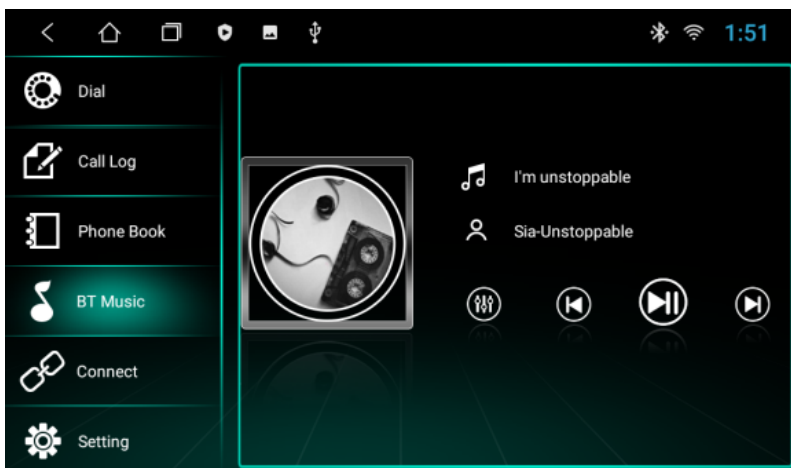 1:51
Dial
Call Log
Phone Book
BT Music
Connect
Setting
I'm unstoppable
Sia-Unstoppable